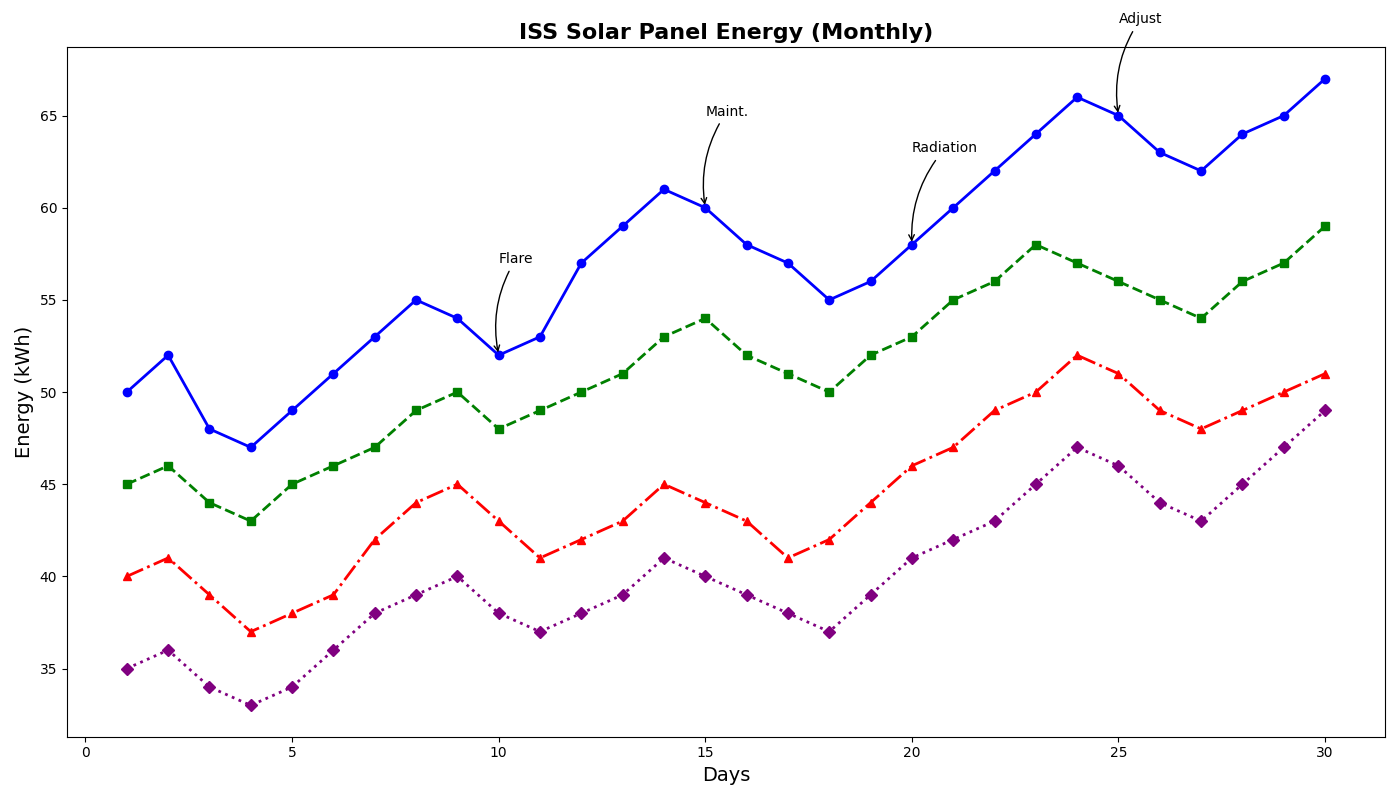 Adjust
ISS Solar Panel Energy (Monthly)
Maint.
Radiation
Flare
Energy (kWh)
65
60
55
50
45
40
35
0 5 10 15 20 25 30
Days